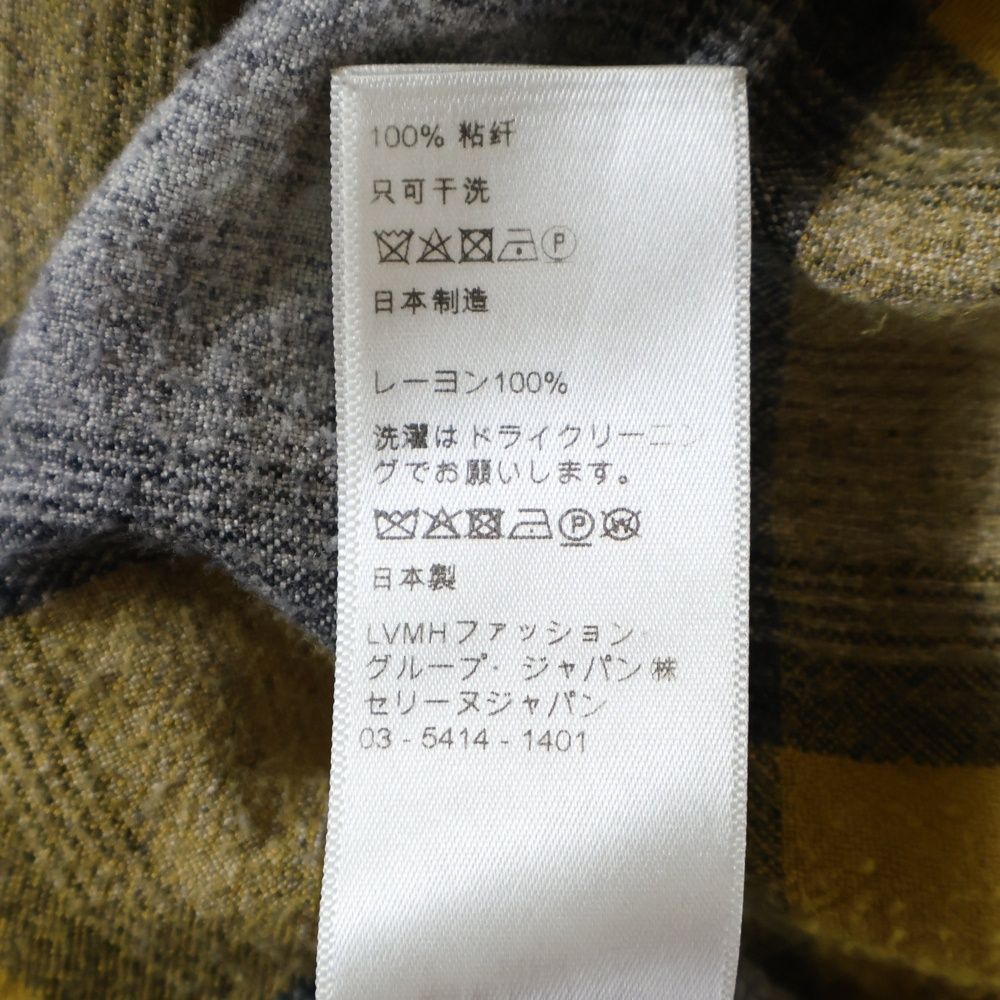 100% 粘纤
只可干洗
P
日本制造
レーヨン100%
洗濯はドライクリーニン
グでお願いします。
P W
日本製
LVMHファッション·
グループ· ジャパン株
セリーヌジャパン
03 - 5414 - 1401